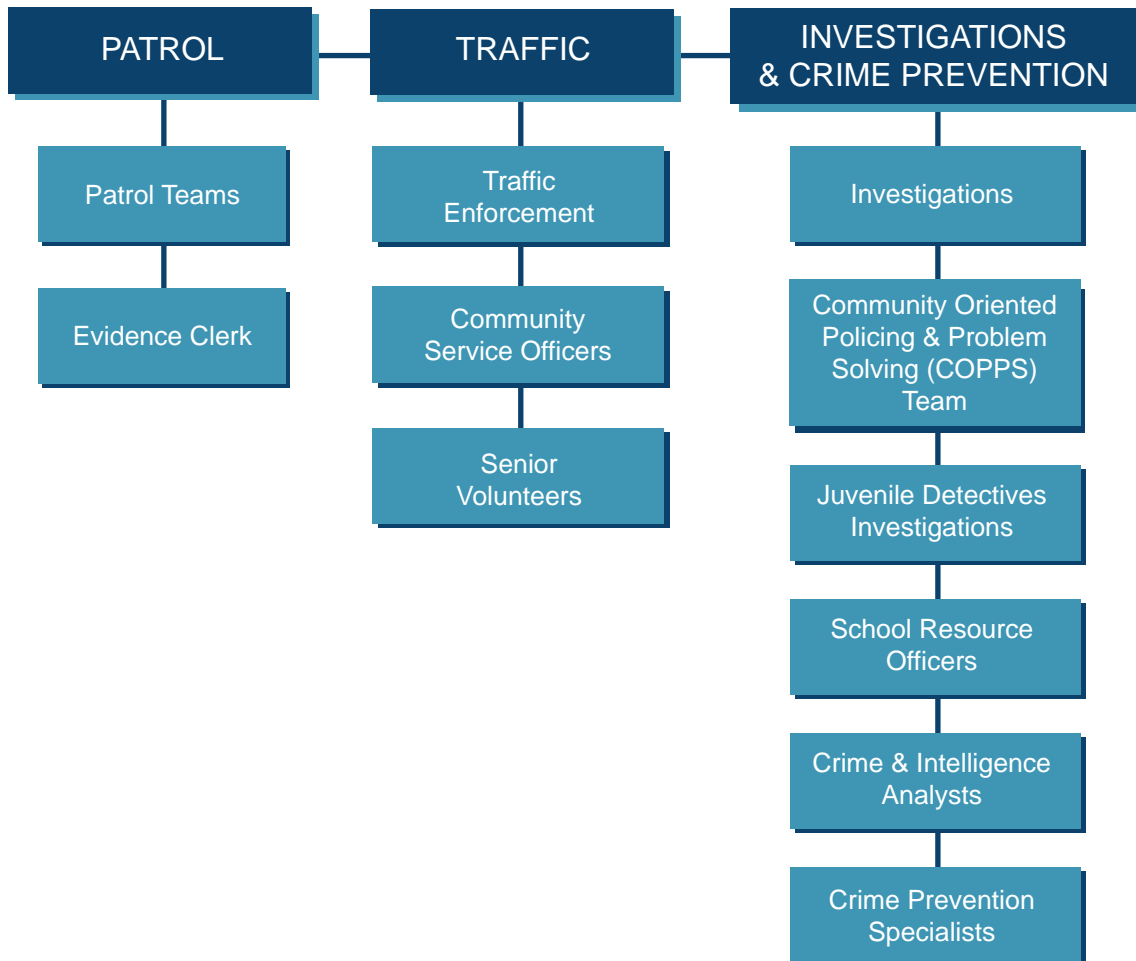 PATROL
Patrol Teams
Evidence Clerk
TRAFFIC
Traffic
Enforcement
Community
Service Officers
Senior
Volunteers
INVESTIGATIONS
& CRIME PREVENTION
Investigations
Community Oriented
Policing & Problem
Solving (COPPS)
Team
Juvenile Detectives
Investigations
School Resource
Officers
Crime & Intelligence
Analysts
Crime Prevention
Specialists